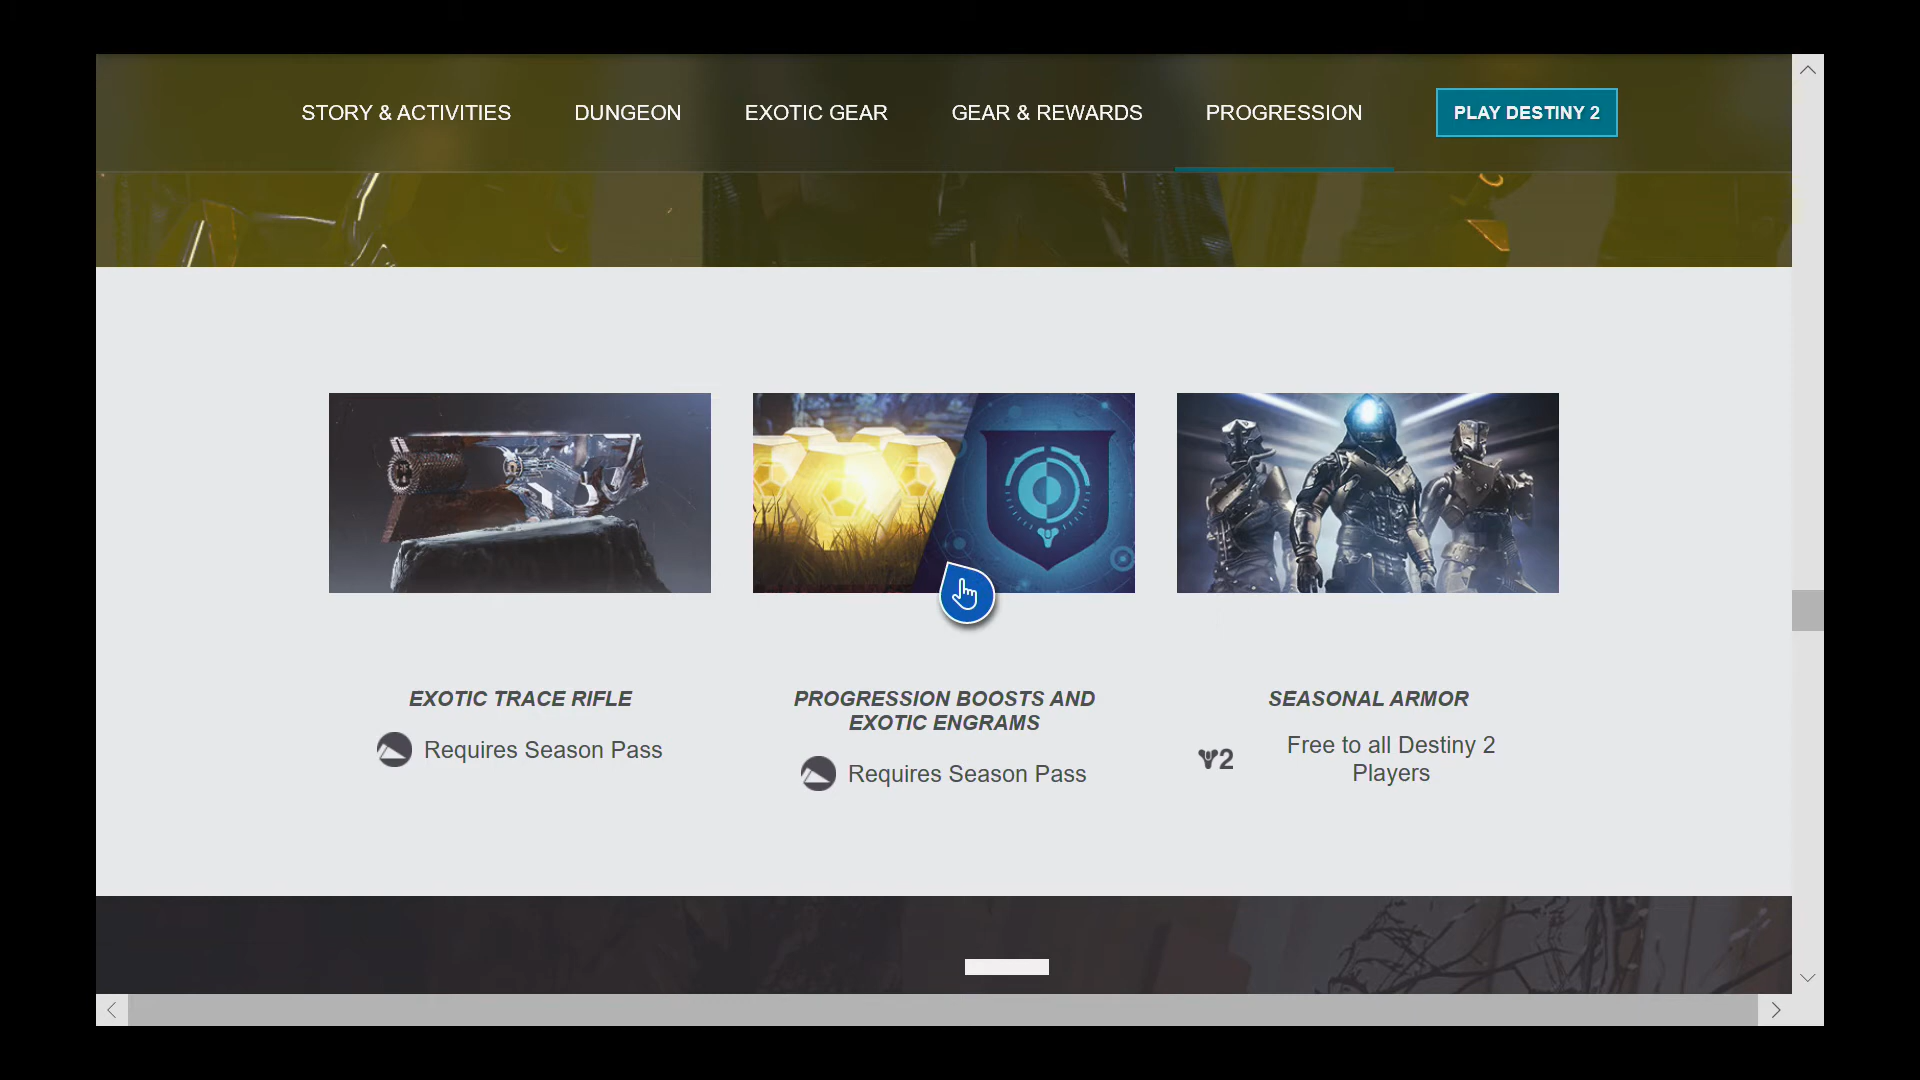 STORY & ACTIVITIES
DUNGEON
EXOTIC GEAR
GEAR & REWARDS
PROGRESSION
PLAY DESTINY 2
EXOTIC TRACE RIFLE
Requires Season Pass
PROGRESSION BOOSTS AND
EXOTIC ENGRAMS
Requires Season Pass
SEASONAL ARMOR
2
Free to all Destiny 2
Players